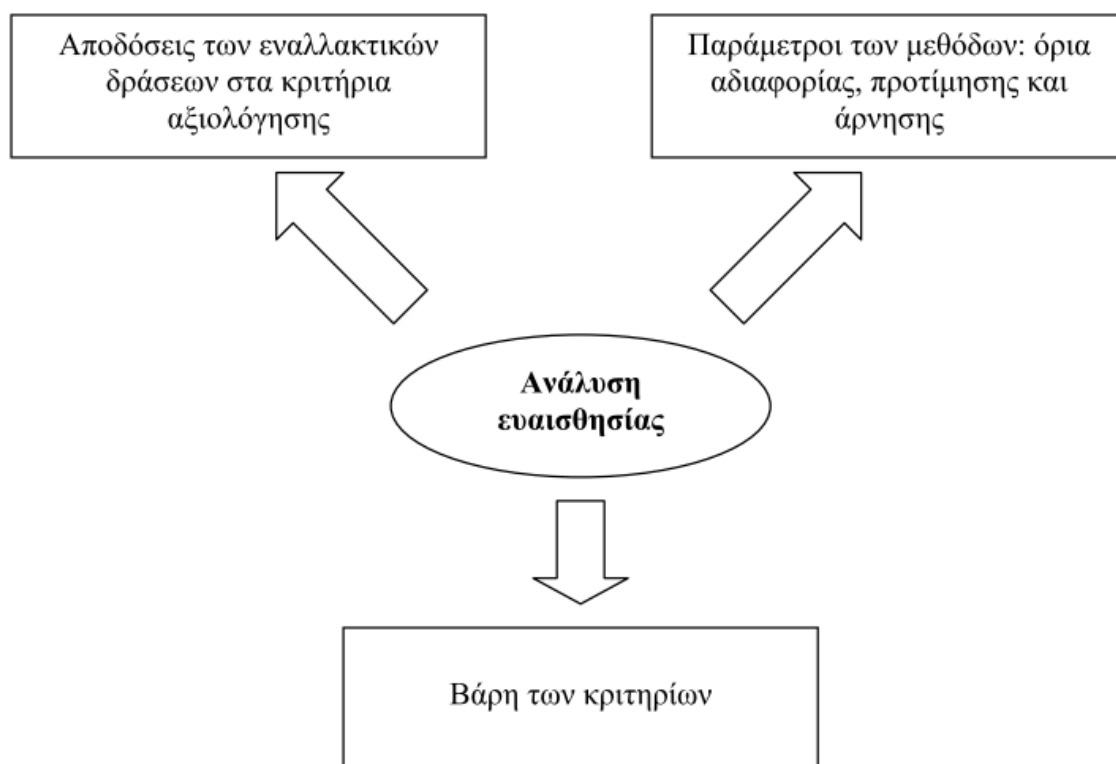 Αποδόσεις των εναλλακτικών
δράσεων στα κριτήρια
αξιολόγησης
Παράμετροι των μεθόδων: όρια
αδιαφορίας, προτίμησης και
άρνησης
Ανάλυση
ευαισθησίας
Βάρη των κριτηρίων